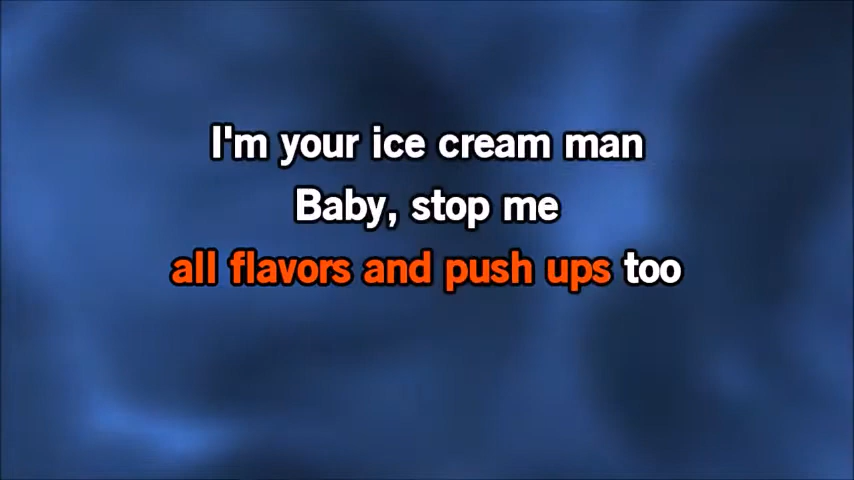 I'm your ice cream man
Baby, stop me
all flavors and push ups too